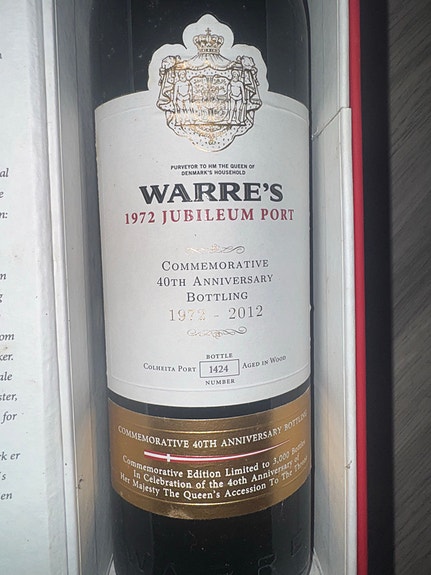 PURVEYOR TO HM THE QUEEN OF
DENMARK'S HOUSEHOLD
WARRE'S
1972 JUBILEUM PORT
COMMEMORATIVE
40TH ANNIVERSARY
BOTTLING
1972 - 2012
BOTTLE
COLHEITA PORT 1424 AGED IN WOOD
NUMBER
COMMEMORATIVE 40TH ANNIVERSARY BOTTLING
Commemorative Edition Limited to 3,000 Bottles
In Celebration of the 40th Anniversary of
Her Majesty The Queen's Accession To The Throne
for